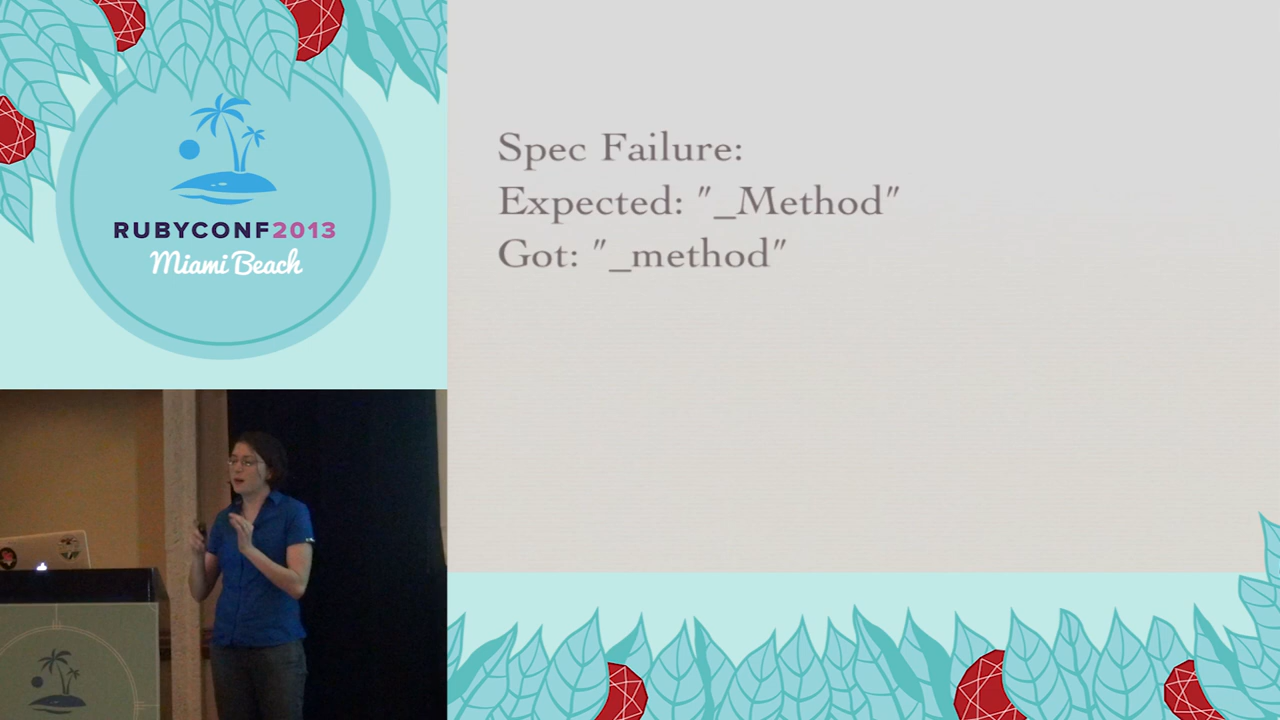 RUBYCONF2013
Miami Beach
Spec Failure:
Expected: "_Method"
Got: "_method"